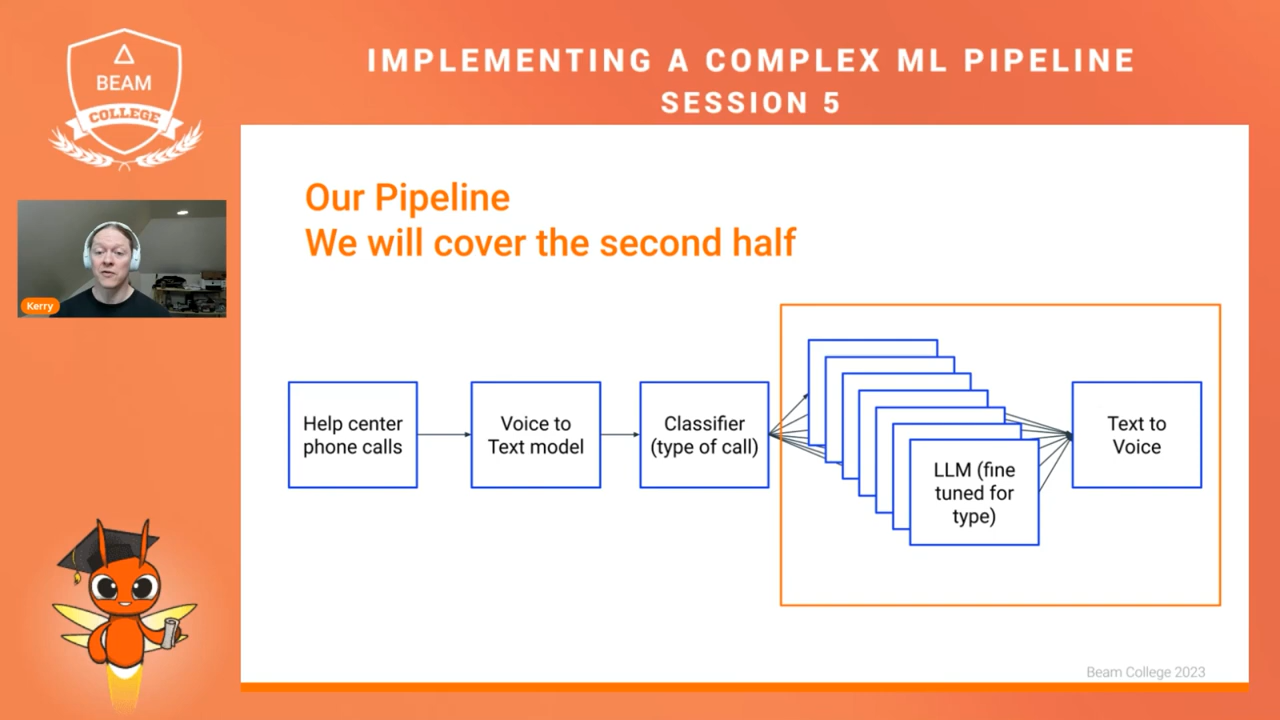 BEAM
COLLEGE
IMPLEMENTING A COMPLEX ML PIPELINE
SESSION 5
Kerry
Our Pipeline
We will cover the second half
Help center
phone calls
Voice to
Text model
Classifier
(type of call)
LLM (fine
tuned for
type)
Text to
Voice
Beam College 2023